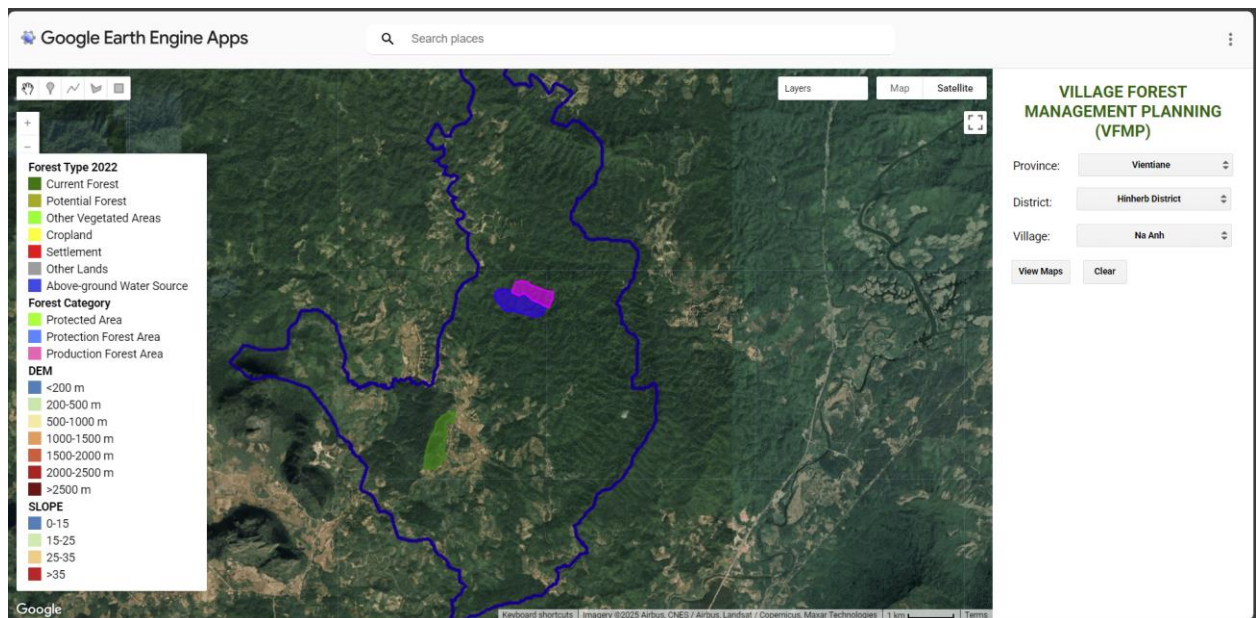 Google Earth Engine Apps
Search places
Layers
Map
Satellite
+
−
Forest Type 2022
Current Forest
Potential Forest
Other Vegetated Areas
Cropland
Settlement
Other Lands
Above-ground Water Source
Forest Category
Protected Area
Protection Forest Area
Production Forest Area
DEM
<200 m
200-500 m
500-1000 m
1000-1500 m
1500-2000 m
2000-2500 m
>2500 m
SLOPE
0-15
15-25
25-35
>35
Google
Keyboard shortcuts
Imagery ©2025 Airbus, CNES / Airbus, Landsat / Copernicus, Maxar Technologies
1 km
Terms
VILLAGE FOREST
MANAGEMENT PLANNING
(VFMP)
Province:
Vientiane
District:
Hinherb District
Village:
Na Anh
View Maps
Clear